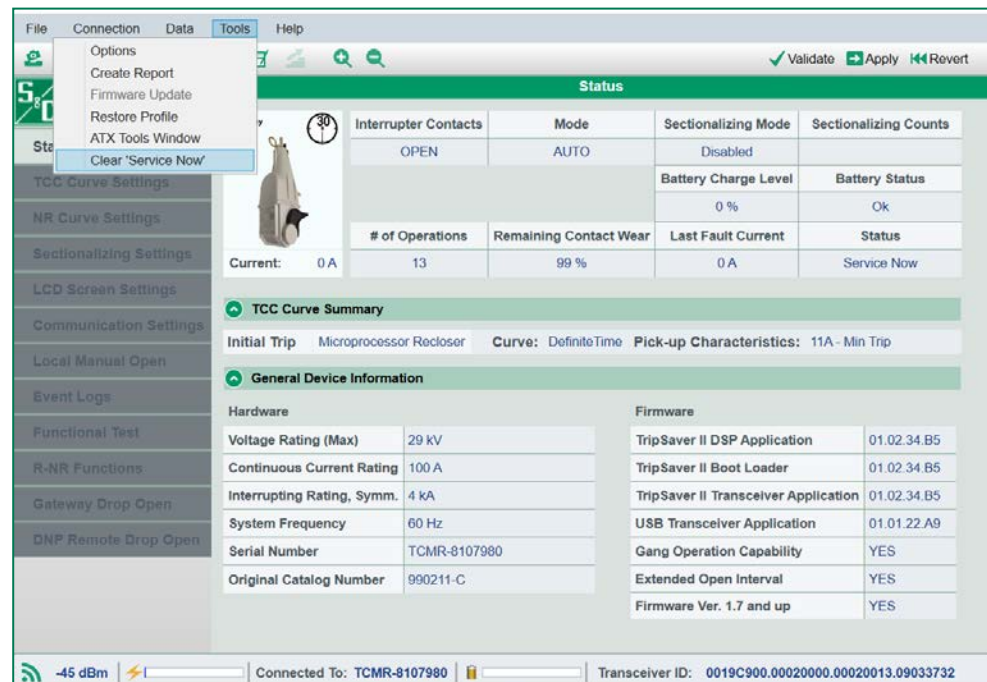 File Connection Data Tools Help
Options
Create Report
Firmware Update
Restore Profile
ATX Tools Window
Clear 'Service Now'
Validate Apply Revert
Status
TCC Curve Settings
NR Curve Settings
Sectionalizing Settings
LCD Screen Settings
Communication Settings
Local Manual Open
Event Logs
Functional Test
R-NR Functions
Gateway Drop Open
DNP Remote Drop Open
30
Current: 0 A
Interrupter Contacts Mode Sectionalizing Mode Sectionalizing Counts
OPEN AUTO Disabled
Battery Charge Level Battery Status
0 % Ok
# of Operations Remaining Contact Wear Last Fault Current Status
13 99 % 0 A Service Now
TCC Curve Summary
Initial Trip Microprocessor Recloser Curve: DefiniteTime Pick-up Characteristics: 11A - Min Trip
General Device Information
Hardware
Voltage Rating (Max) 29 kV
Continuous Current Rating 100 A
Interrupting Rating, Symm. 4 kA
System Frequency 60 Hz
Serial Number TCMR-8107980
Original Catalog Number 990211-C
Firmware
TripSaver II DSP Application 01.02.34.B5
TripSaver II Boot Loader 01.02.34.B5
TripSaver II Transceiver Application 01.02.34.B5
USB Transceiver Application 01.01.22.A9
Gang Operation Capability YES
Extended Open Interval YES
Firmware Ver. 1.7 and up YES
-45 dBm Connected To: TCMR-8107980 Transceiver ID: 0019C900.00020000.00020013.09033732